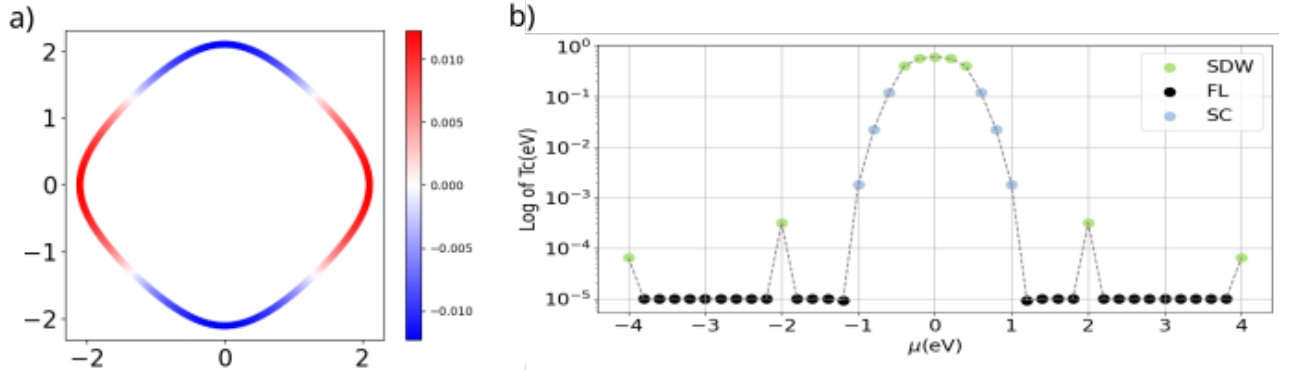 a)
2
1
0
−1
−2
−2
0
2
0.010
0.005
0.000
−0.005
−0.010
b)
Log of Tc(eV)
10⁰
10⁻¹
10⁻²
10⁻³
10⁻⁴
10⁻⁵
SDW
FL
SC
−4 −3 −2 −1 0 1 2 3 4
μ(eV)